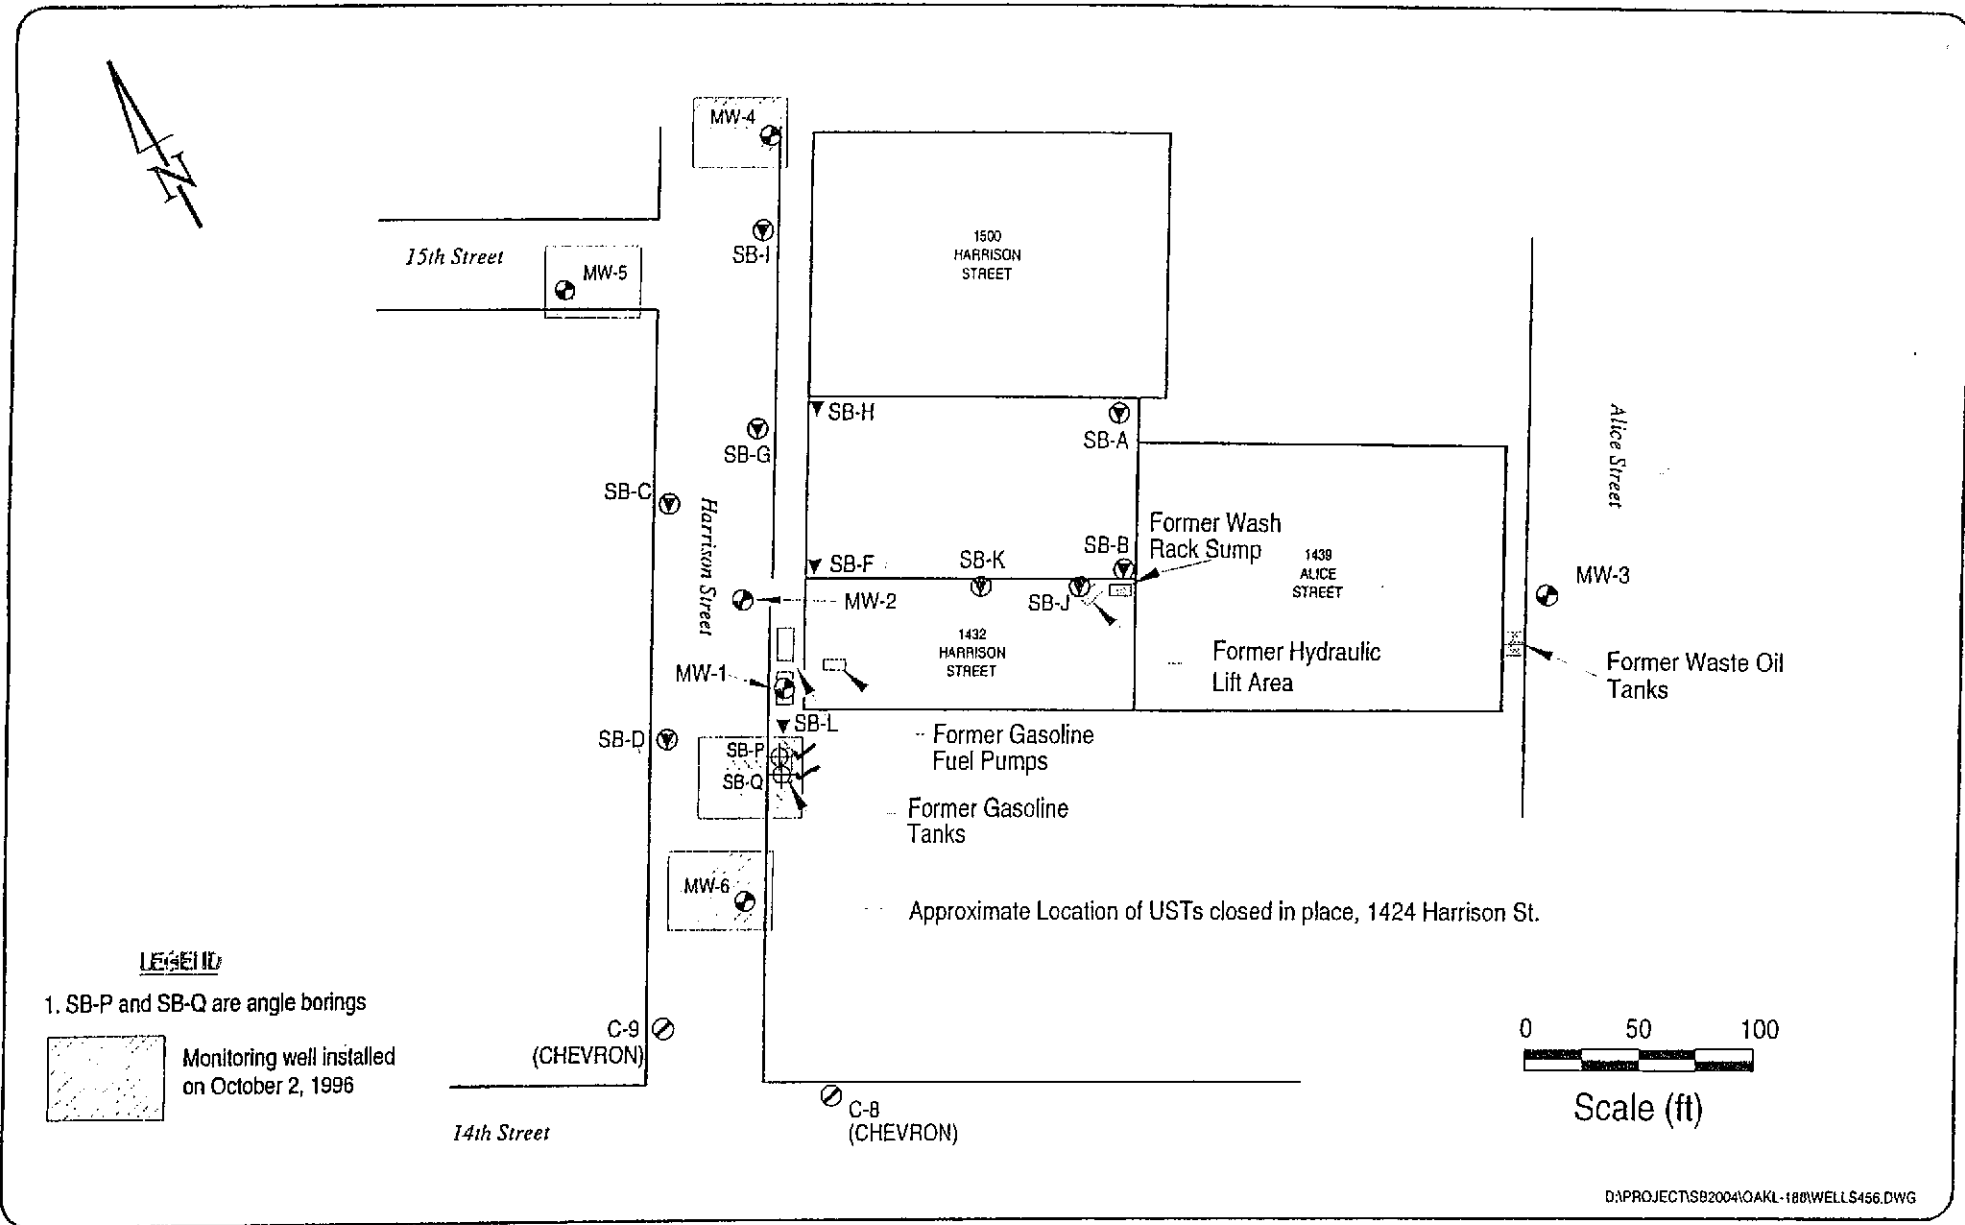 MW-4
N
SB-I
15th Street
MW-5
1500
HARRISON
STREET
SB-H
SB-A
SB-G
SB-C
Harrison Street
Alice Street
Former Wash
Rack Sump
SB-B
SB-F
SB-K
SB-J
1439
ALICE
STREET
MW-3
MW-2
1432
HARRISON
STREET
MW-1
Former Hydraulic
Lift Area
Former Waste Oil
Tanks
SB-L
SB-D
SB-P
SB-Q
Former Gasoline
Fuel Pumps
Former Gasoline
Tanks
MW-6
Approximate Location of USTs closed in place, 1424 Harrison St.
LEGEND
1. SB-P and SB-Q are angle borings
Monitoring well installed
on October 2, 1996
C-9
(CHEVRON)
C-8
(CHEVRON)
14th Street
0 50 100
Scale (ft)
D:\PROJECT\SB2004\OAKL-188\WELLS456.DWG